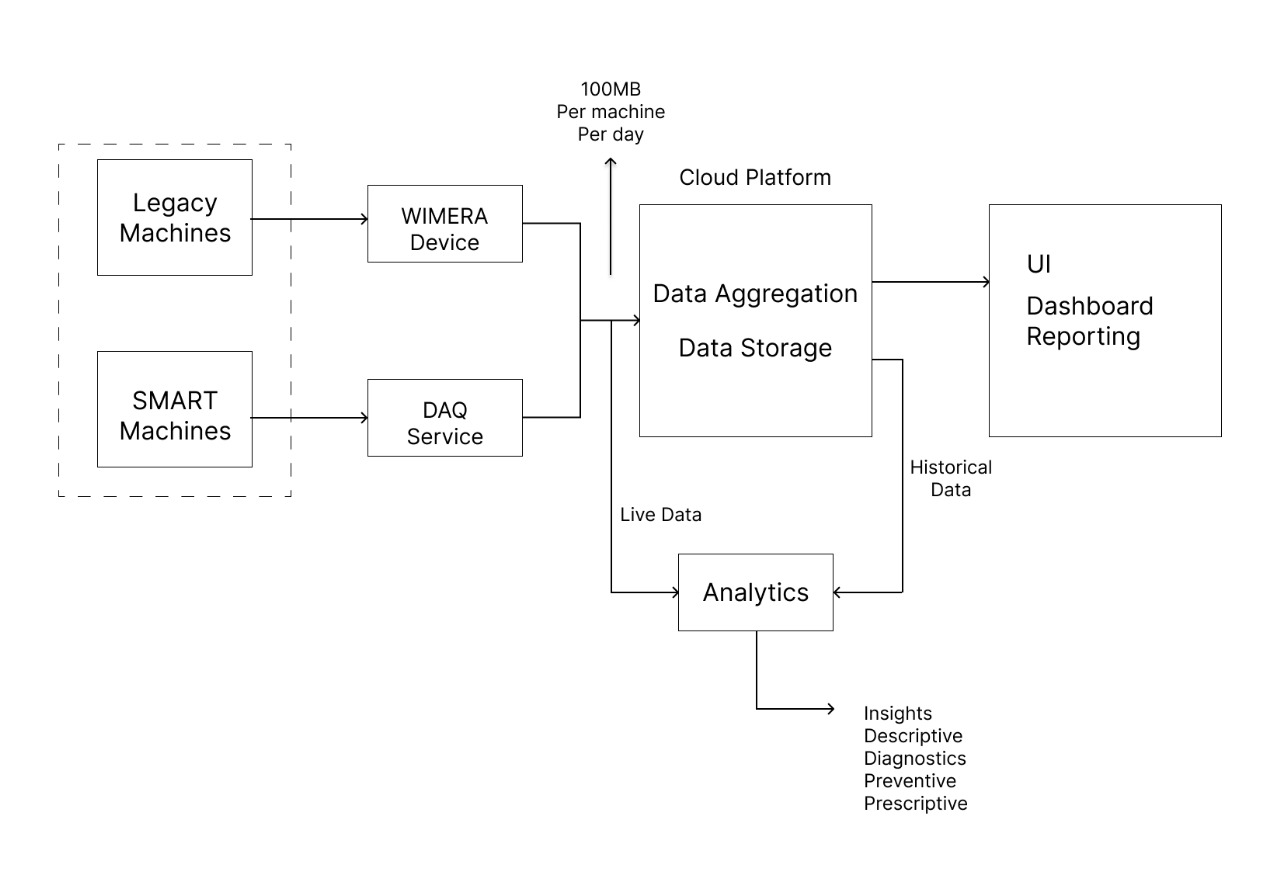 100MB
Per machine
Per day
Cloud Platform
Legacy
Machines
WIMERA
Device
Data Aggregation
Data Storage
UI
Dashboard
Reporting
SMART
Machines
DAQ
Service
Historical
Data
Live Data
Analytics
Insights
Descriptive
Diagnostics
Preventive
Prescriptive